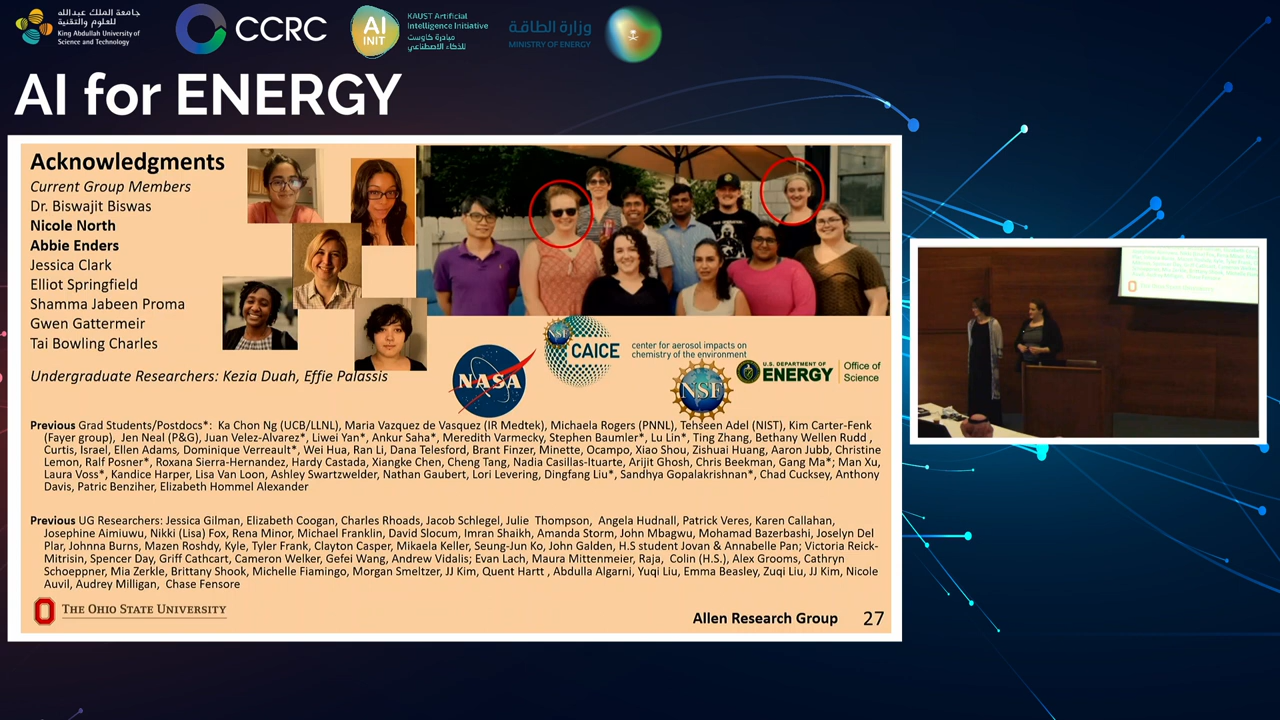 جامعة الملك عبدالله
للعلوم والتقنية
King Abdullah University of
Science and Technology
CCRC
AI
INIT
KAUST Artificial
Intelligence Initiative
مبادرة كاوست
للذكاء الاصطناعي
وزارة الطاقة
MINISTRY OF ENERGY
AI for ENERGY
Acknowledgments
Current Group Members
Dr. Biswajit Biswas
Nicole North
Abbie Enders
Jessica Clark
Elliot Springfield
Shamma Jabeen Proma
Gwen Gattermeir
Tai Bowling Charles
Undergraduate Researchers: Kezia Duah, Effie Palassis
NASA
NSF
CAICE
center for aerosol impacts on
chemistry of the environment
NSF
U.S. DEPARTMENT OF
ENERGY
Office of
Science
Previous Grad Students/Postdocs*: Ka Chon Ng (UCB/LLNL), Maria Vazquez de Vasquez (IR Medtek), Michaela Rogers (PNNL), Tehseen Adel (NIST), Kim Carter-Fenk
(Fayer group), Jen Neal (P&G), Juan Velez-Alvarez*, Liwei Yan*, Ankur Saha*, Meredith Varmecky, Stephen Baumler*, Lu Lin*, Ting Zhang, Bethany Wellen Rudd ,
Curtis, Israel, Ellen Adams, Dominique Verreault*, Wei Hua, Ran Li, Dana Telesford, Brant Finzer, Minette, Ocampo, Xiao Shou, Zishuai Huang, Aaron Jubb, Christine
Lemon, Ralf Posner*, Roxana Sierra-Hernandez, Hardy Castada, Xiangke Chen, Cheng Tang, Nadia Casillas-Ituarte, Arijit Ghosh, Chris Beekman, Gang Ma*; Man Xu,
Laura Voss*, Kandice Harper, Lisa Van Loon, Ashley Swartzwelder, Nathan Gaubert, Lori Levering, Dingfang Liu*, Sandhya Gopalakrishnan*, Chad Cucksey, Anthony
Davis, Patric Benziher, Elizabeth Hommel Alexander
Previous UG Researchers: Jessica Gilman, Elizabeth Coogan, Charles Rhoads, Jacob Schlegel, Julie Thompson, Angela Hudnall, Patrick Veres, Karen Callahan,
Josephine Aimiuwu, Nikki (Lisa) Fox, Rena Minor, Michael Franklin, David Slocum, Imran Shaikh, Amanda Storm, John Mbagwu, Mohamad Bazerbashi, Joselyn Del
Plar, Johnna Burns, Mazen Roshdy, Kyle, Tyler Frank, Clayton Casper, Mikaela Keller, Seung-Jun Ko, John Galden, H.S student Jovan & Annabelle Pan; Victoria Reick-
Mitrisin, Spencer Day, Griff Cathcart, Cameron Welker, Gefei Wang, Andrew Vidalis; Evan Lach, Maura Mittenmeier, Raja, Colin (H.S.), Alex Grooms, Cathryn
Schoeppner, Mia Zerkle, Brittany Shook, Michelle Fiamingo, Morgan Smeltzer, JJ Kim, Quent Hartt , Abdulla Algarni, Yuqi Liu, Emma Beasley, Zuqi Liu, JJ Kim, Nicole
Auvil, Audrey Milligan, Chase Fensore
THE OHIO STATE UNIVERSITY
Allen Research Group
27